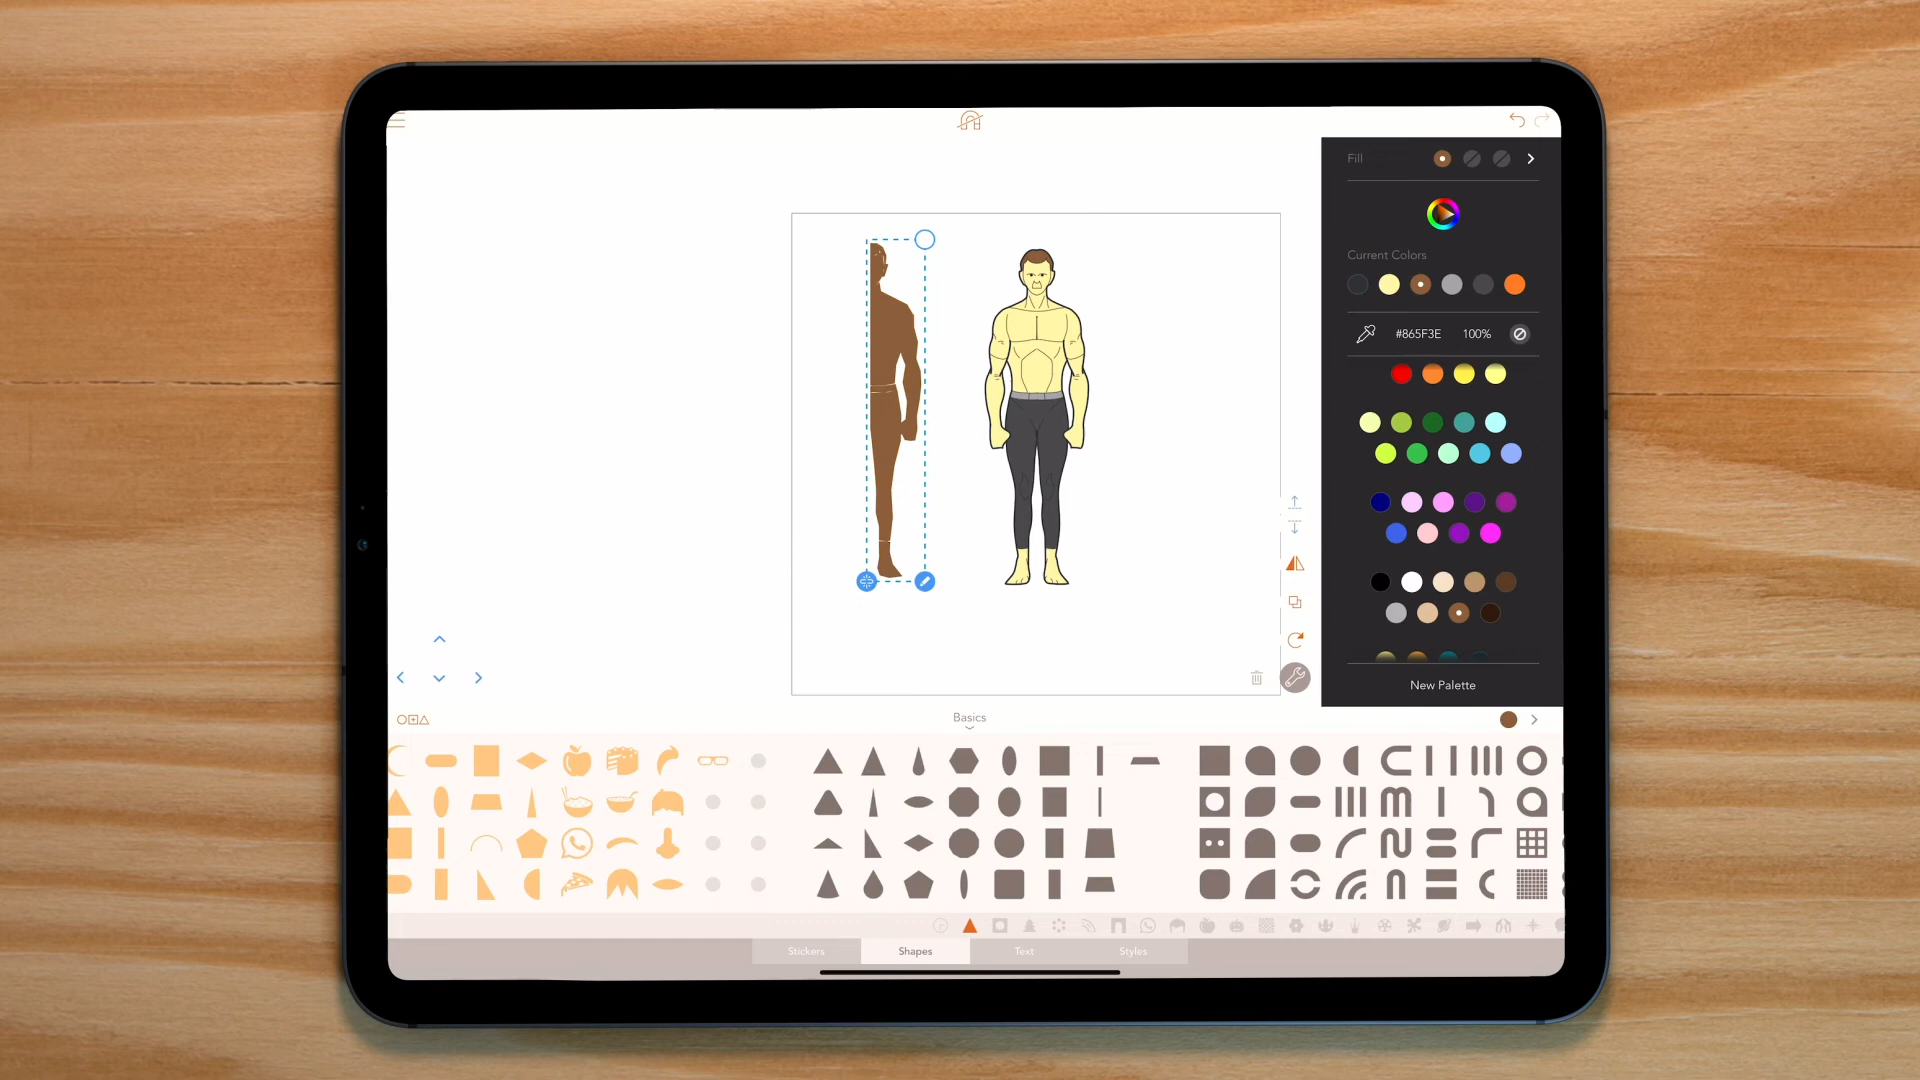 Fill
Current Colors
#865F3E 100%
New Palette
Basics
Stickers Shapes Text Styles